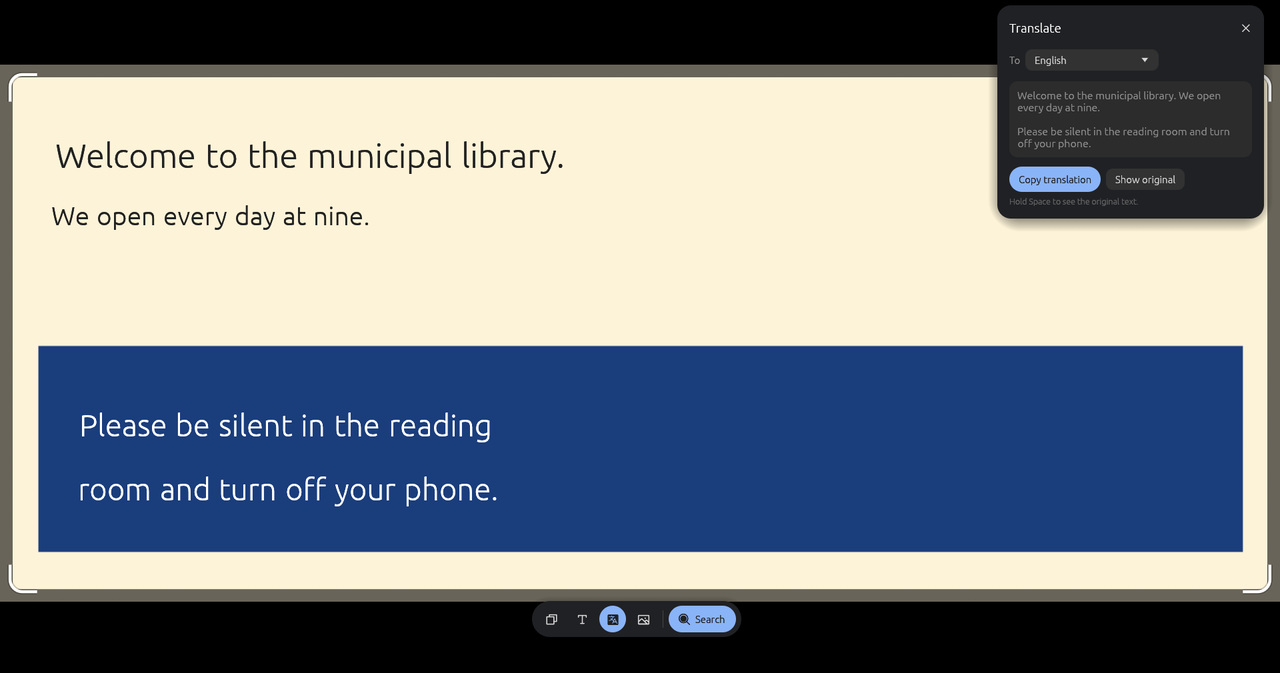 Welcome to the municipal library.
We open every day at nine.
Please be silent in the reading
room and turn off your phone.
Translate
To English
Welcome to the municipal library. We open
every day at nine.
Please be silent in the reading room and turn
off your phone.
Copy translation Show original
Hold Space to see the original text.
Search